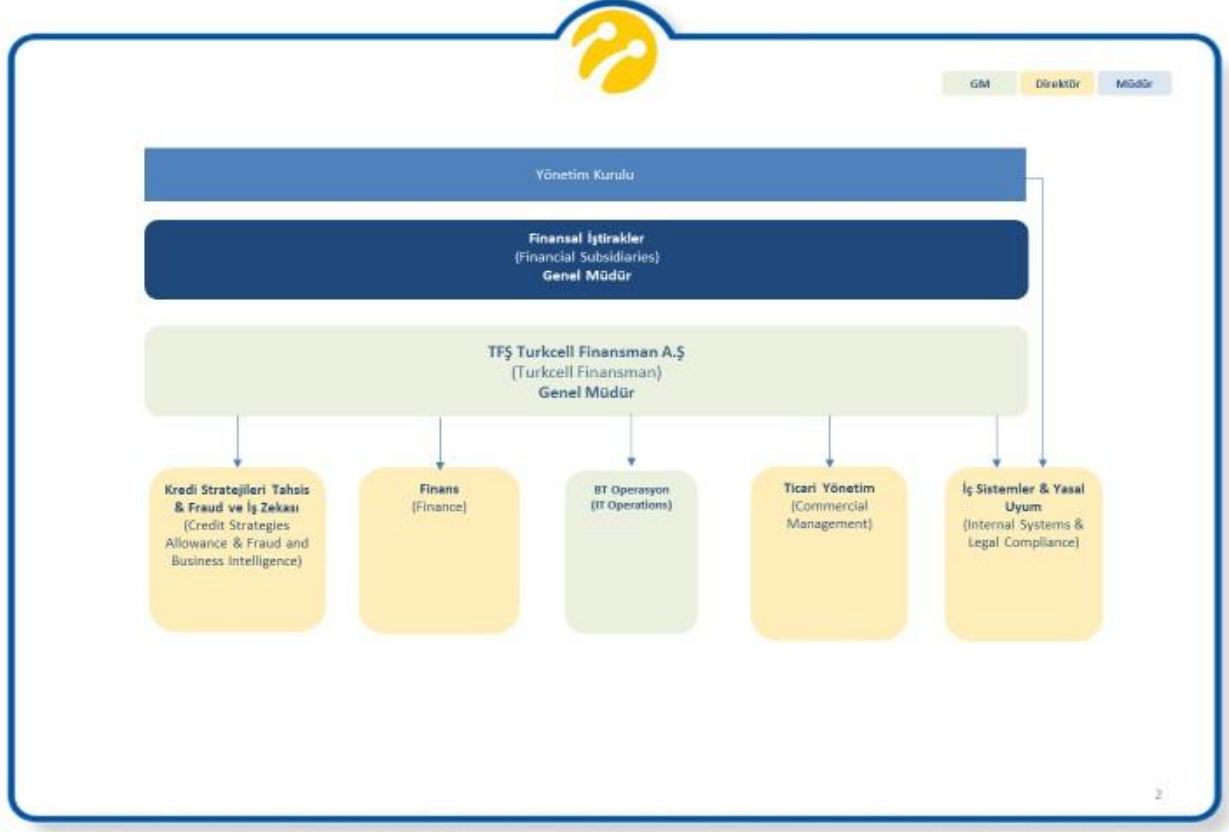 GM
Direktör
Müdür
Yönetim Kurulu
Finansal İştirakler
(Financial Subsidiaries)
Genel Müdür
TFŞ Turkcell Finansman A.Ş
(Turkcell Finansman)
Genel Müdür
Kredi Stratejileri Tahsis
& Fraud ve İş Zekası
(Credit Strategies
Allowance & Fraud and
Business Intelligence)
Finans
(Finance)
BT Operasyon
(IT Operations)
Ticari Yönetim
(Commercial
Management)
İç Sistemler & Yasal
Uyum
(Internal Systems &
Legal Compliance)
2